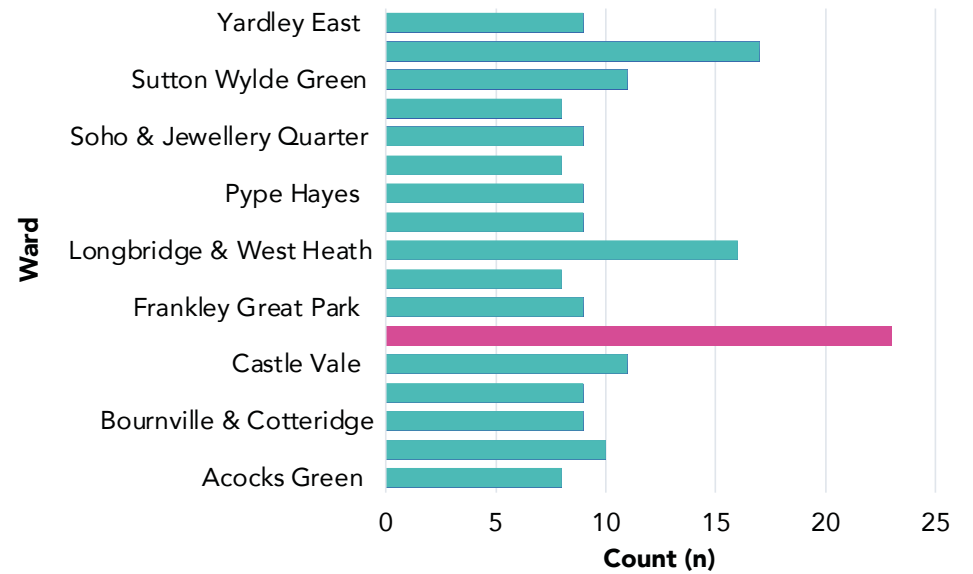 Yardley East
Sutton Wylde Green
Soho & Jewellery Quarter
Pype Hayes
Longbridge & West Heath
Frankley Great Park
Castle Vale
Bournville & Cotteridge
Acocks Green
Ward
0 5 10 15 20 25
Count (n)